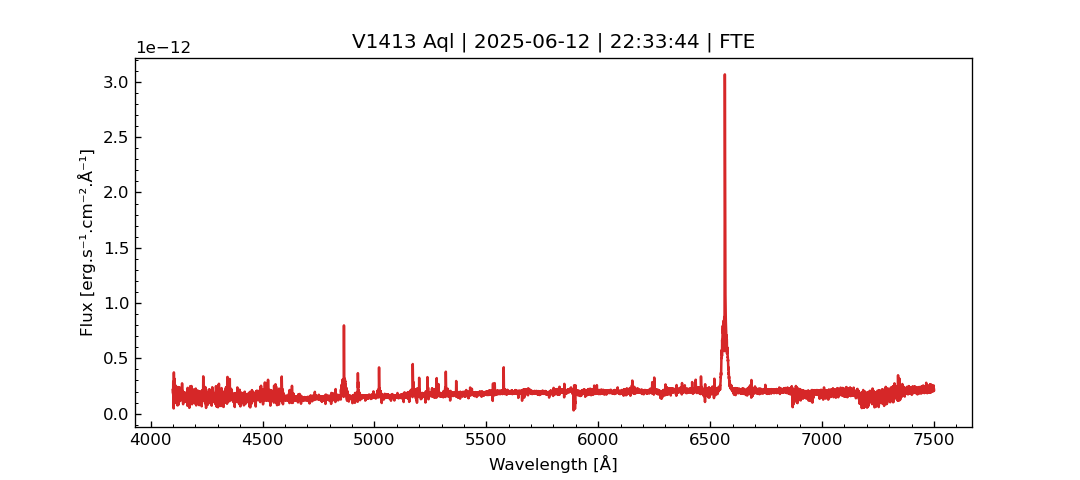 V1413 Aql | 2025-06-12 | 22:33:44 | FTE
1e−12
3.0
2.5
2.0
1.5
1.0
0.5
0.0
Flux [erg.s⁻¹.cm⁻².Å⁻¹]
4000 4500 5000 5500 6000 6500 7000 7500
Wavelength [Å]